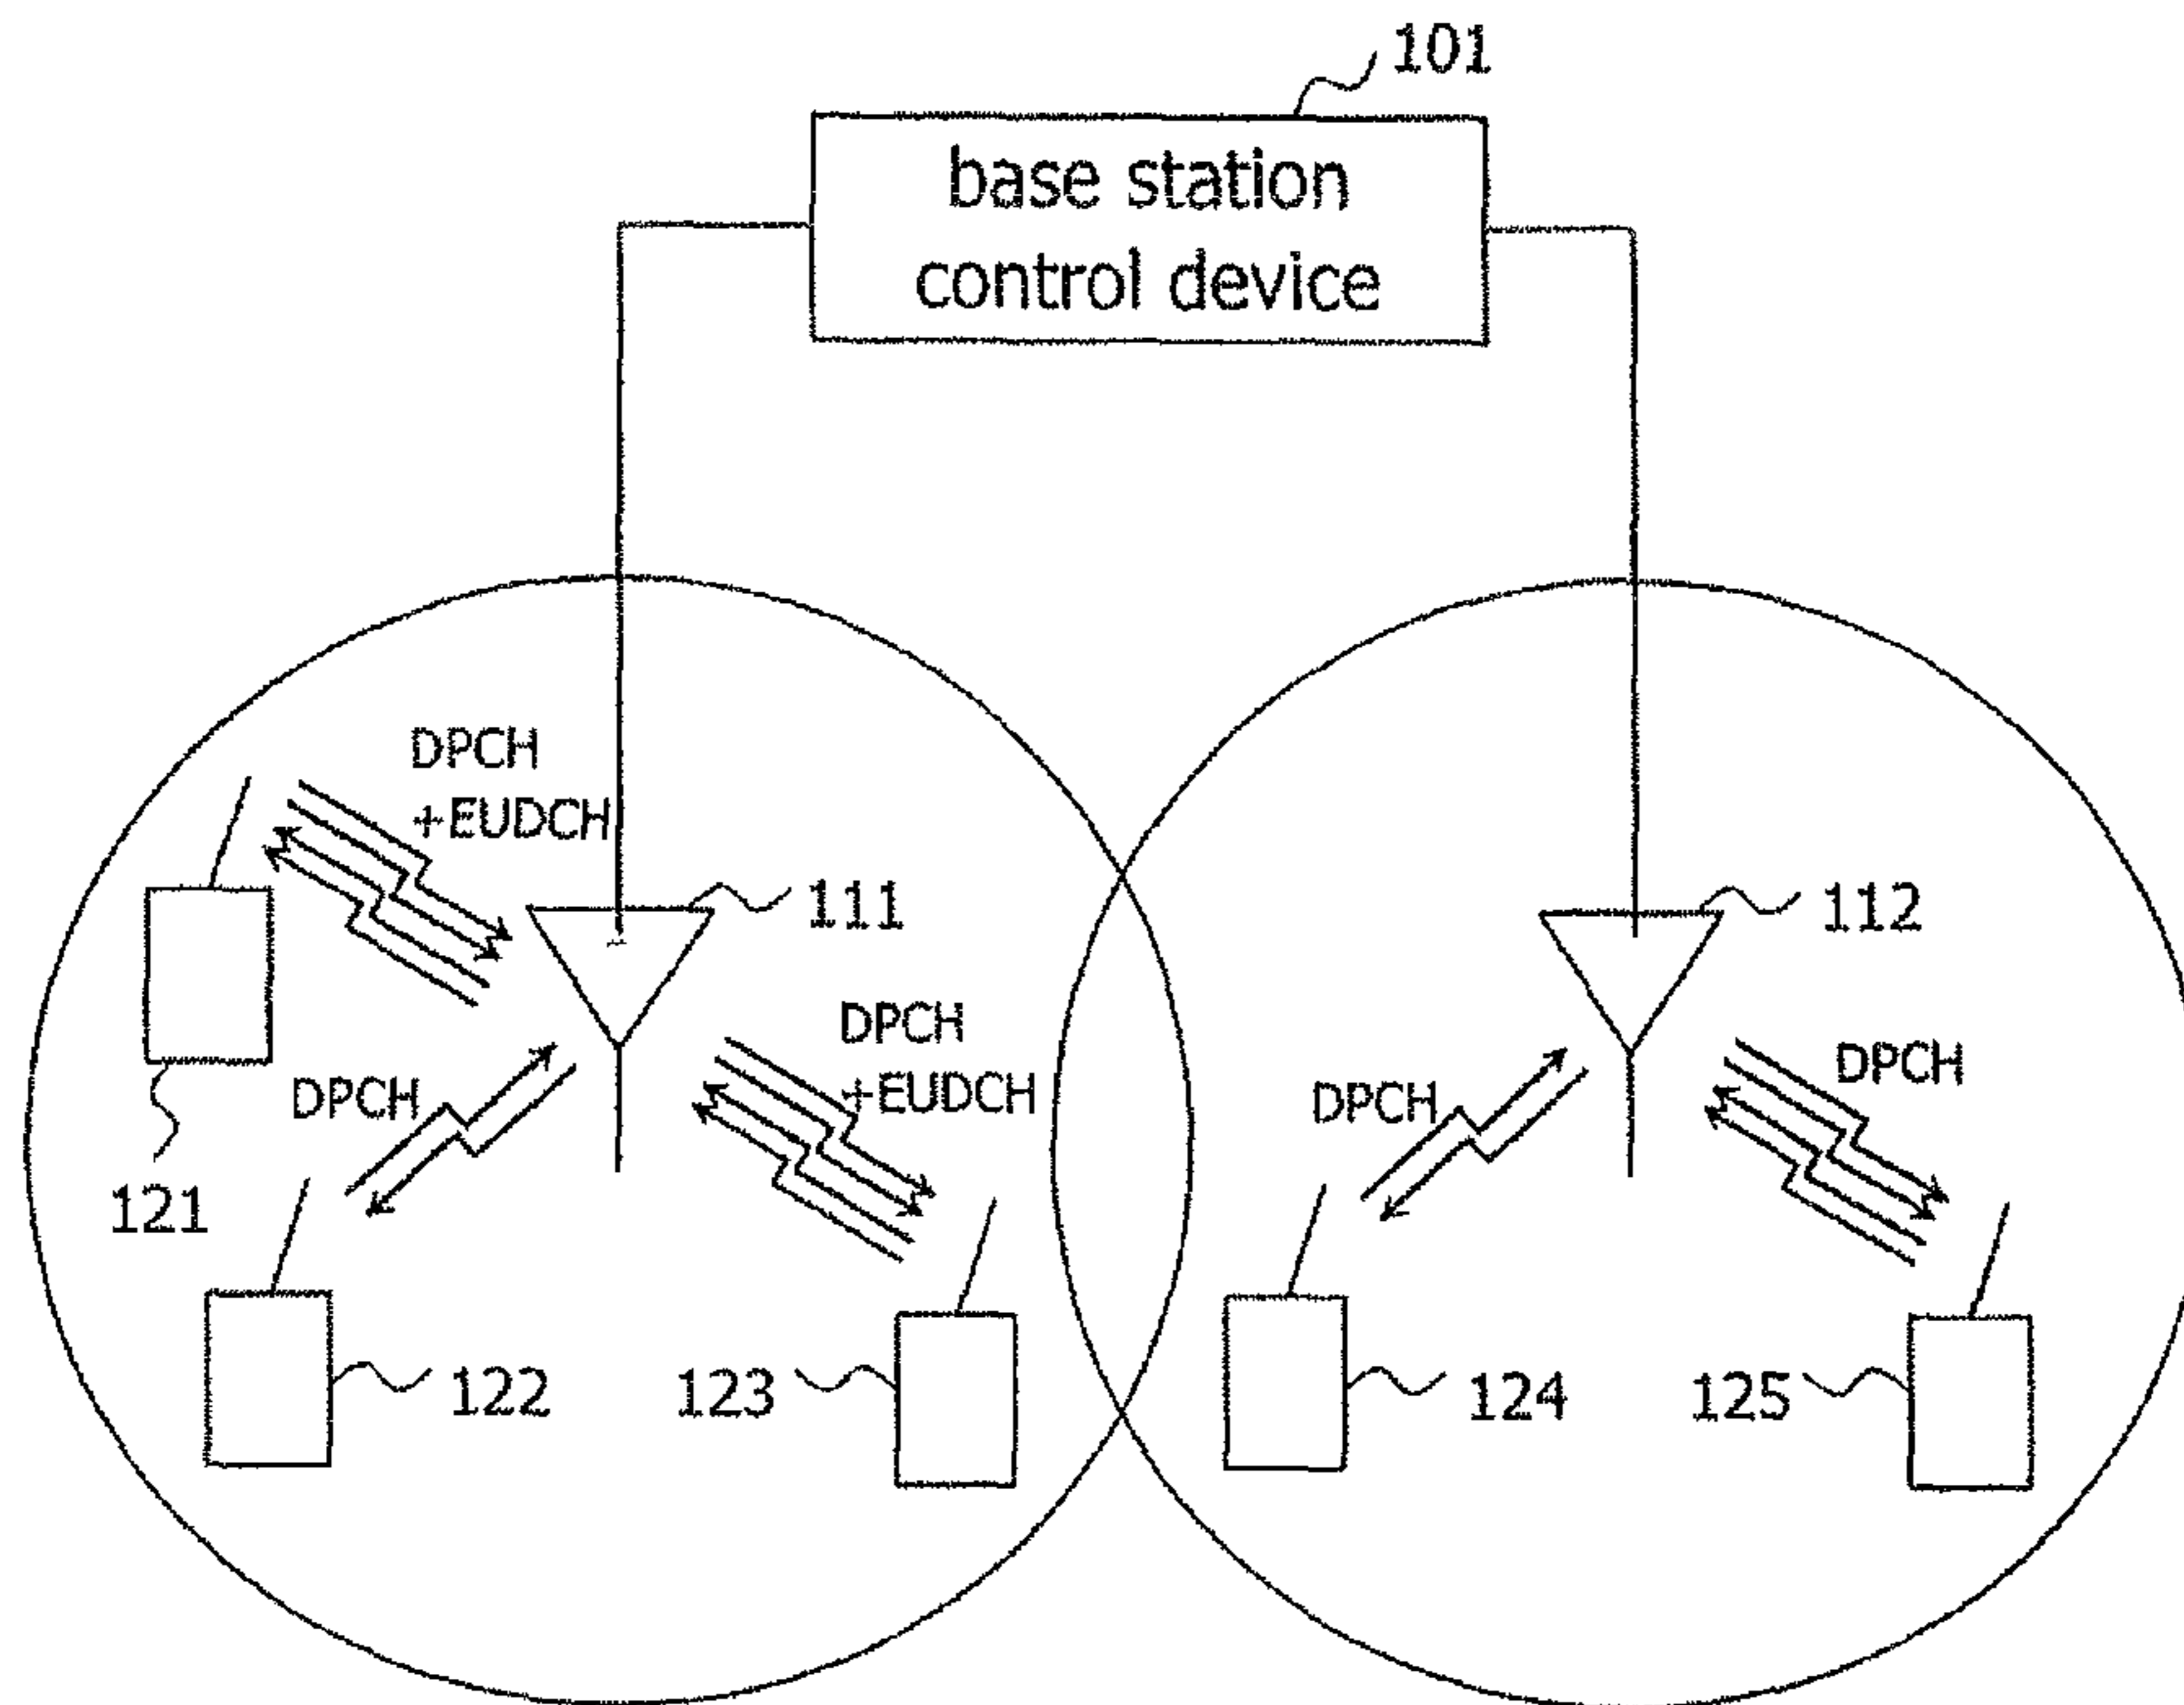 101
base station
control device
DPCH
+EUDCH
111
112
DPCH
+EUDCH
DPCH
DPCH
DPCH
121
122
123
124
125